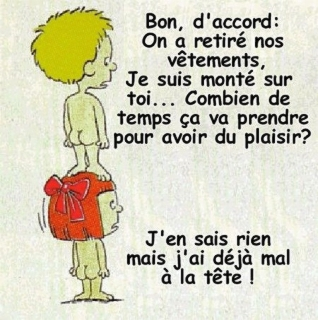 Bon, d'accord:
On a retiré nos
vêtements,
Je suis monté sur
toi... Combien de
temps ça va prendre
pour avoir du plaisir?
J'en sais rien
mais j'ai déjà mal
à la tête !